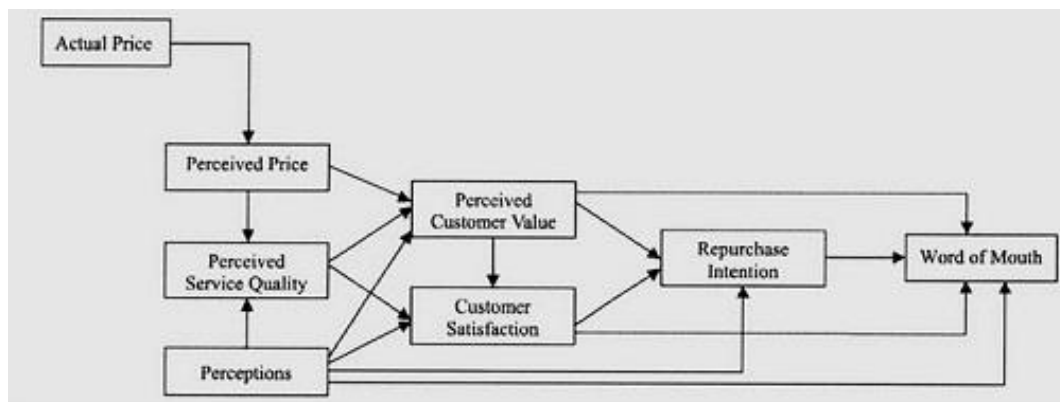 Actual Price
Perceived Price
Perceived
Customer Value
Perceived
Service Quality
Repurchase
Intention
Word of Mouth
Customer
Satisfaction
Perceptions